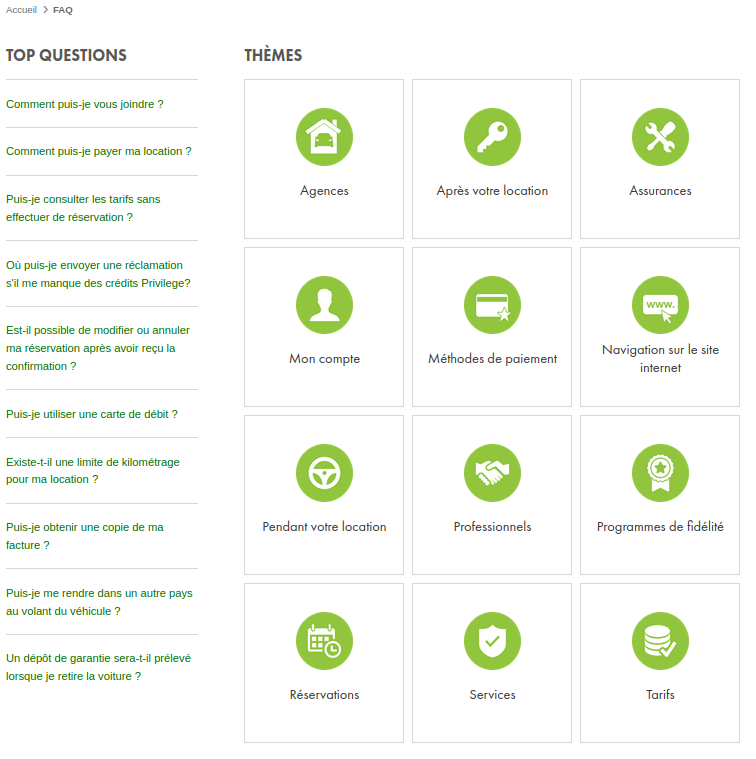 Accueil > FAQ
TOP QUESTIONS
Comment puis-je vous joindre ?
Comment puis-je payer ma location ?
Puis-je consulter les tarifs sans
effectuer de réservation ?
Où puis-je envoyer une réclamation
s'il me manque des crédits Privilege?
Est-il possible de modifier ou annuler
ma réservation après avoir reçu la
confirmation ?
Puis-je utiliser une carte de débit ?
Existe-t-il une limite de kilométrage
pour ma location ?
Puis-je obtenir une copie de ma
facture ?
Puis-je me rendre dans un autre pays
au volant du véhicule ?
Un dépôt de garantie sera-t-il prélevé
lorsque je retire la voiture ?
THÈMES
Agences
Après votre location
Assurances
Mon compte
Méthodes de paiement
www.
Navigation sur le site
internet
Pendant votre location
Professionnels
Programmes de fidélité
Réservations
Services
Tarifs